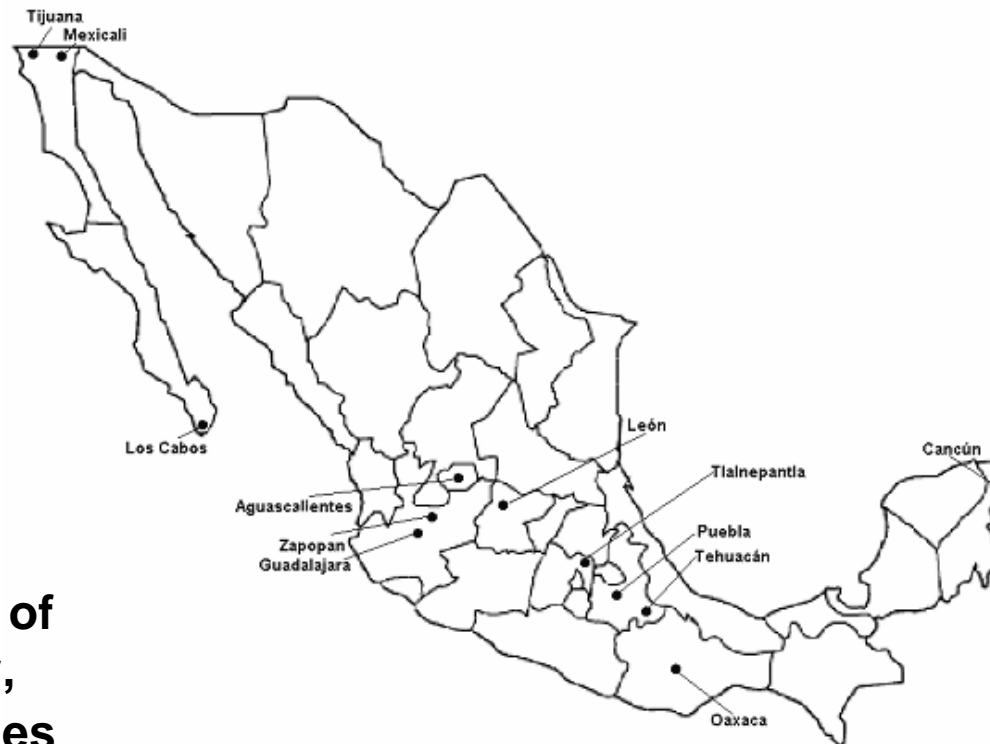 Tijuana
Mexicali
Los Cabos
León
Cancún
Tlalnepantla
Aguascalientes
Puebla
Zapopan
Tehuacán
Guadalajara
of
Oaxaca